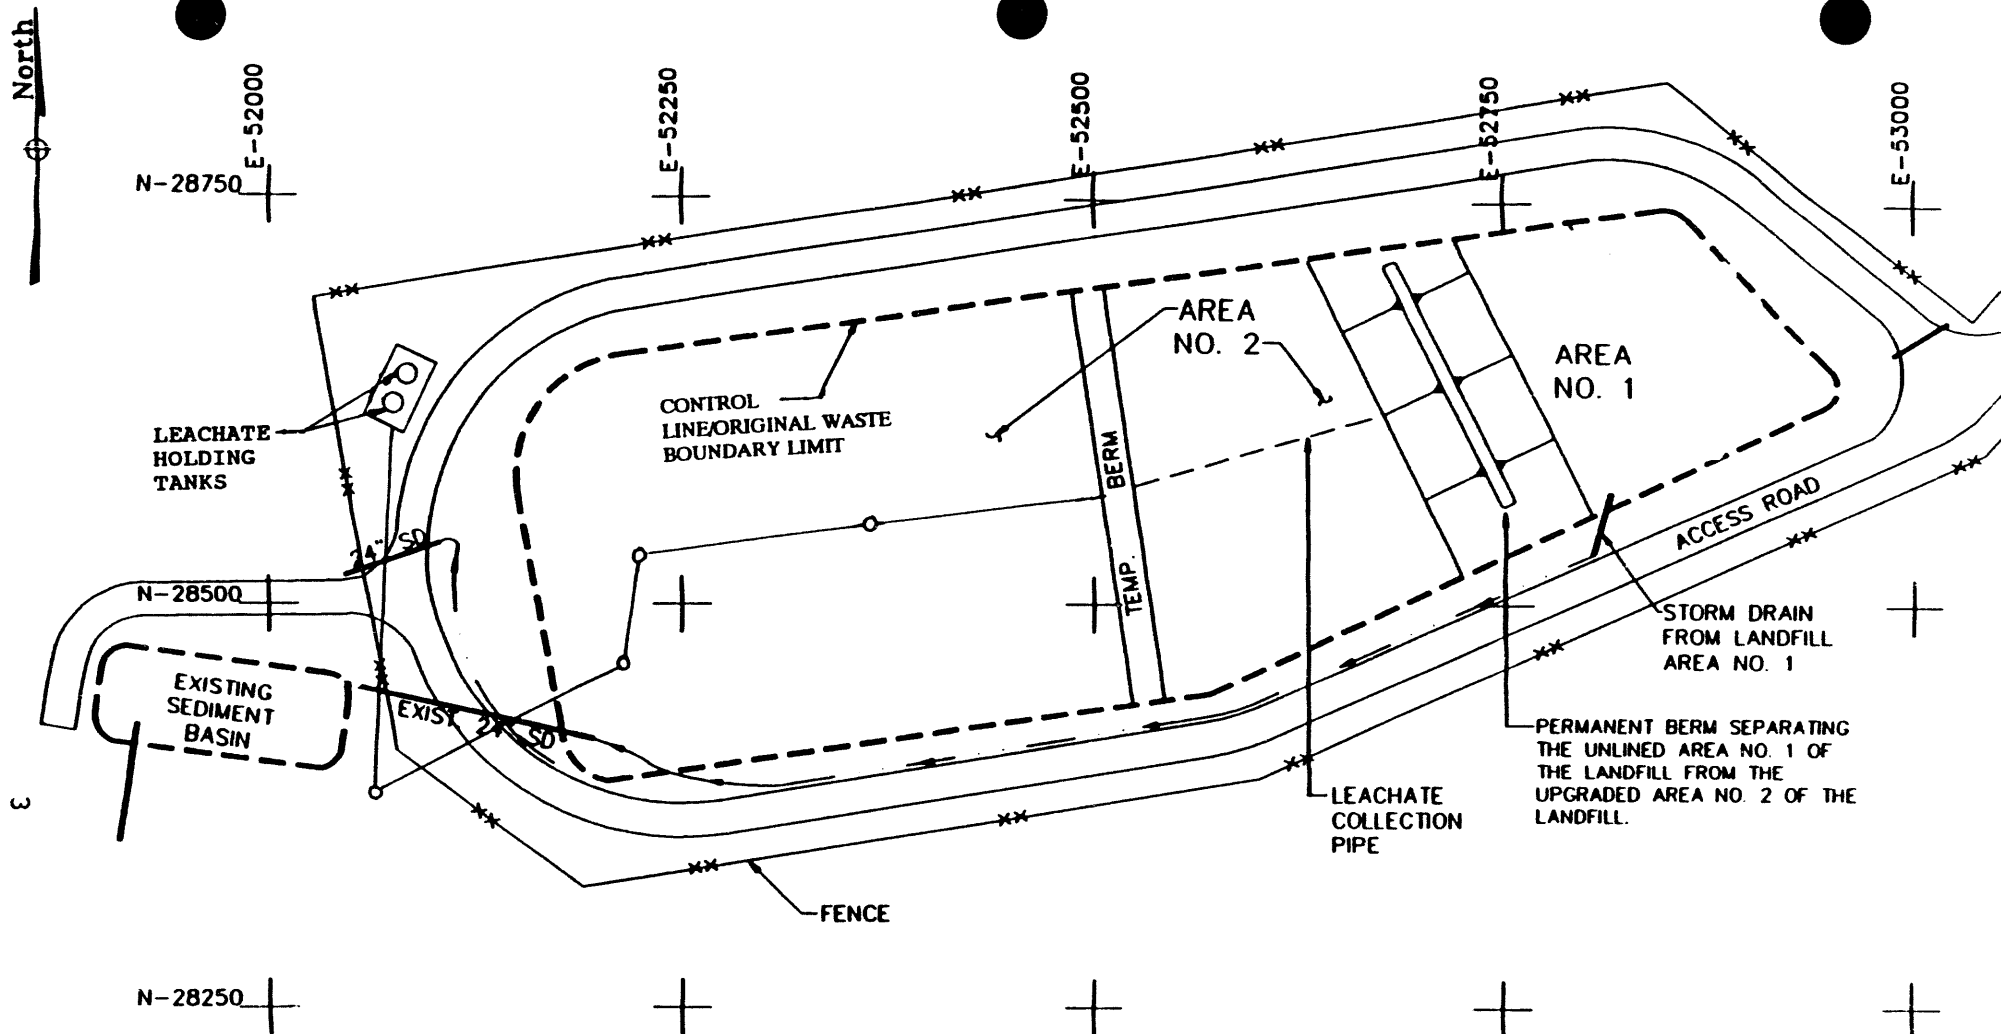 North
E-52000
E-52250
E-52500
E-52750
E-53000
N-28750
AREA
NO. 2
AREA
NO. 1
CONTROL
LINE/ORIGINAL WASTE
BOUNDARY LIMIT
LEACHATE
HOLDING
TANKS
BERM
TEMP.
24" SD
ACCESS ROAD
N-28500
STORM DRAIN
FROM LANDFILL
AREA NO. 1
EXISTING
SEDIMENT
BASIN
EXIST
SD
PERMANENT BERM SEPARATING
THE UNLINED AREA NO. 1 OF
THE LANDFILL FROM THE
UPGRADED AREA NO. 2 OF THE
LANDFILL.
LEACHATE
COLLECTION
PIPE
3
FENCE
N-28250